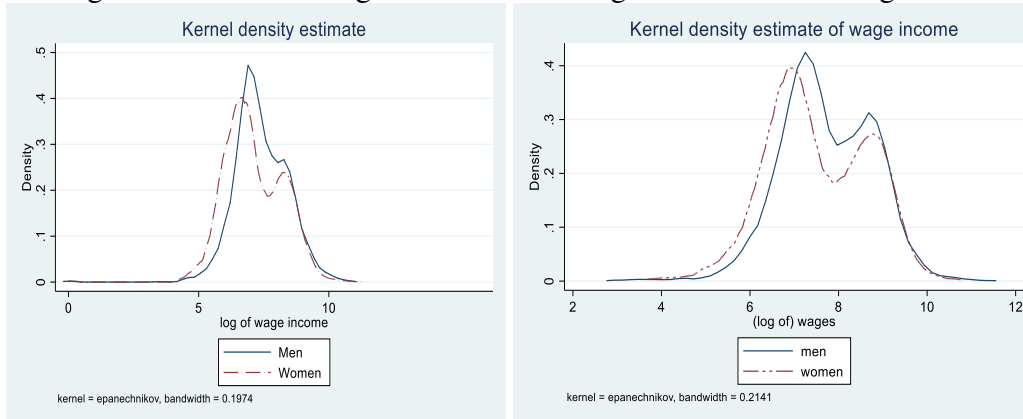 Kernel density estimate
.5
.4
.3
.2
.1
0
Density
0 5 10
log of wage income
Men
Women
kernel = epanechnikov, bandwidth = 0.1974
Kernel density estimate of wage income
.4
.3
.2
.1
0
Density
2 4 6 8 10 12
(log of) wages
men
women
kernel = epanechnikov, bandwidth = 0.2141